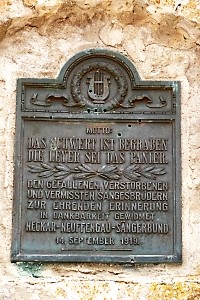 MOTTO:
DAS SCHWERT IST BEGRABEN
DIE LEYER SEI DAS PANIER.
DEN GEFALLENEN, VERSTORBENEN
UND VERMISSTEN SANGESBRÜDERN
ZUR EHRENDEN ERINNERUNG
IN DANKBARKEIT GEWIDMET
NECKAR-NEUFFENGAU-SÄNGERBUND
14. SEPTEMBER 1919.